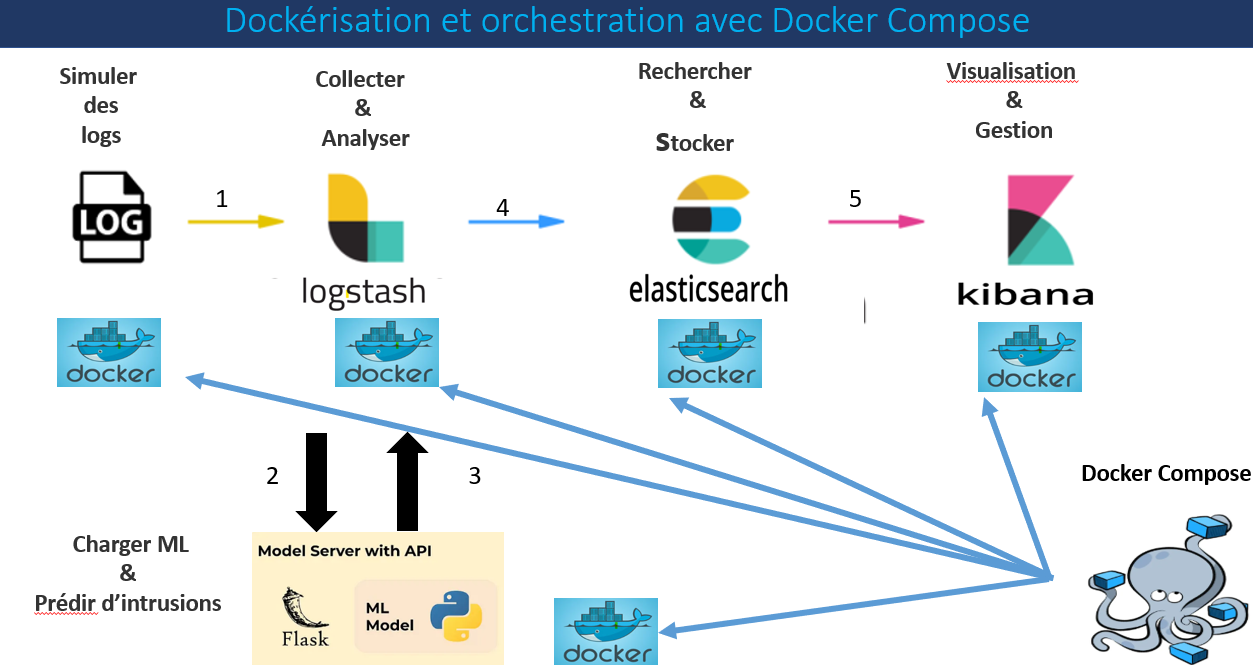 Dockérisation et orchestration avec Docker Compose
Simuler
des
logs
Collecter
&
Analyser
Rechercher
&
Stocker
Visualisation
&
Gestion
LOG
1
4
5
logstash
elasticsearch
kibana
docker
docker
docker
docker
2
3
Docker Compose
Charger ML
&
Prédir d’intrusions
Model Server with API
ML
Model
Flask
docker